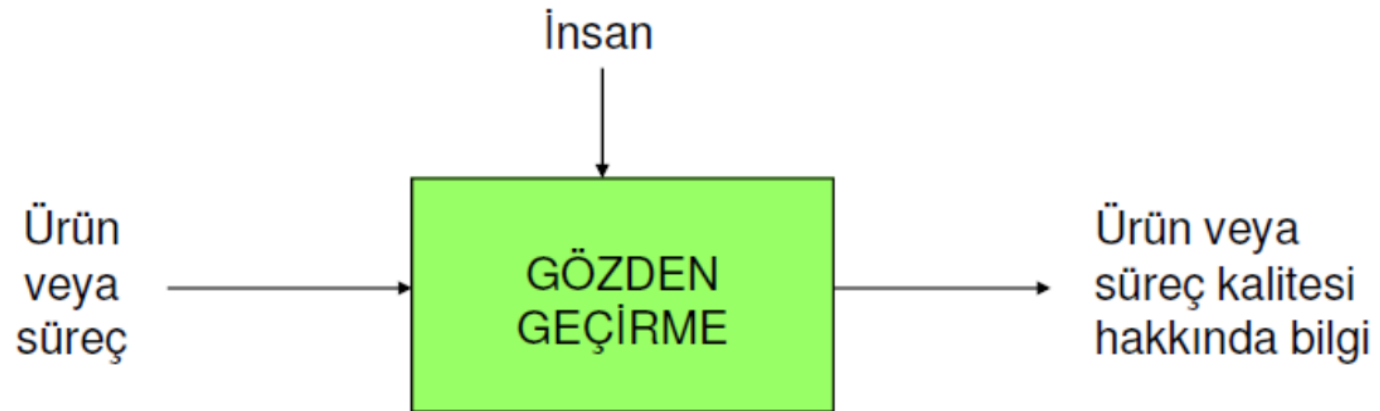 İnsan
Ürün
veya
süreç
GÖZDEN
GEÇİRME
Ürün veya
süreç kalitesi
hakkında bilgi